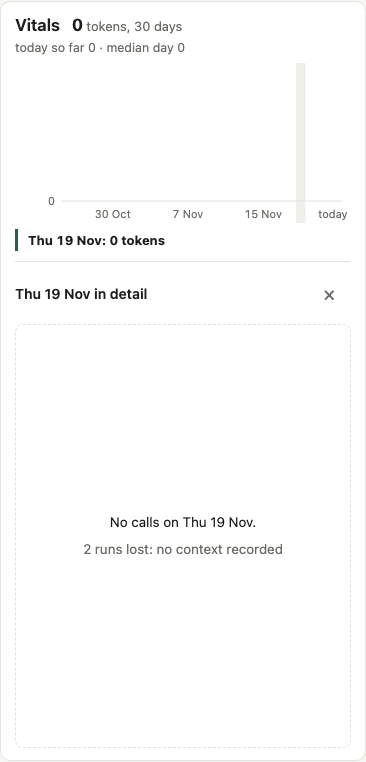 Vitals 0 tokens, 30 days
today so far 0 · median day 0
0
30 Oct 7 Nov 15 Nov today
Thu 19 Nov: 0 tokens
Thu 19 Nov in detail ×
No calls on Thu 19 Nov.
2 runs lost: no context recorded